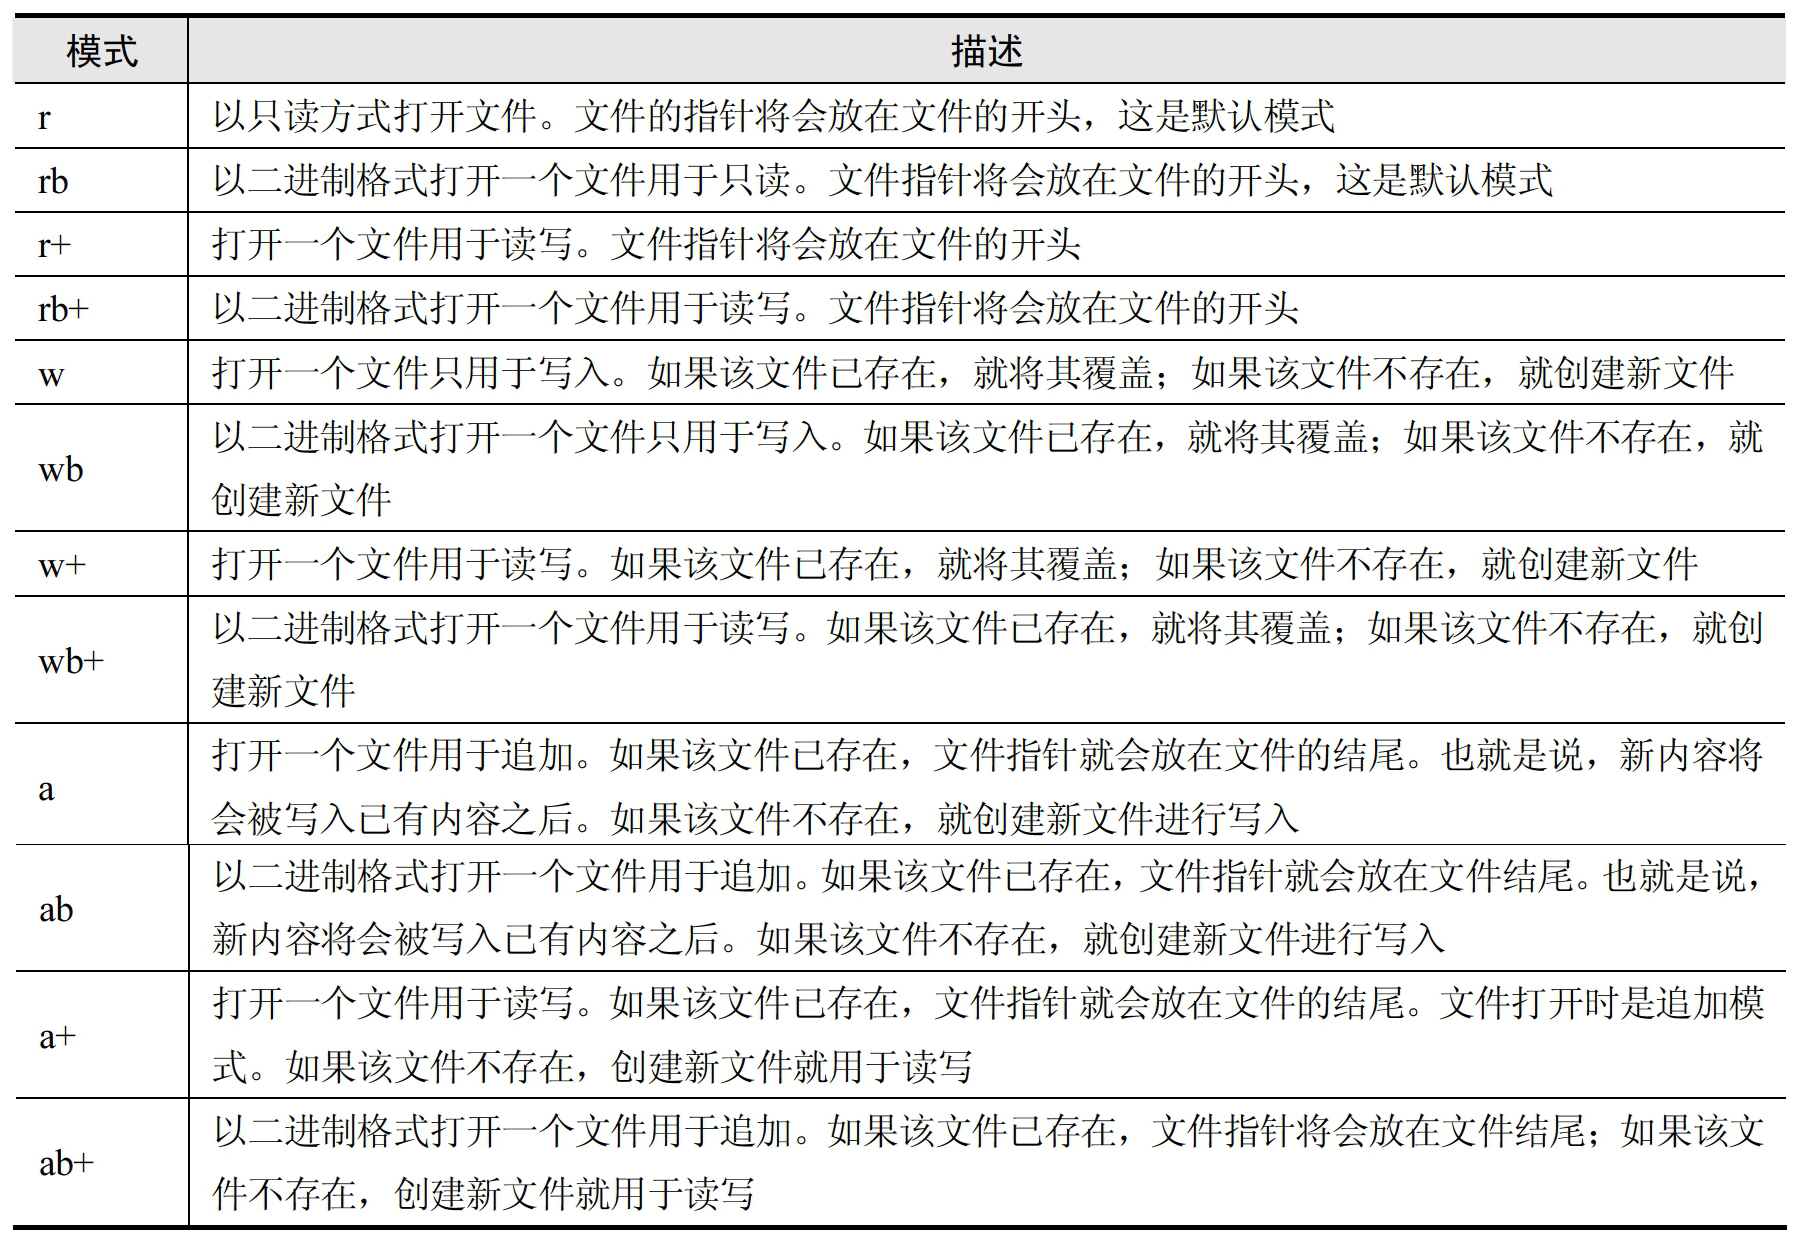 模式 描述
r 以只读方式打开文件。文件的指针将会放在文件的开头，这是默认模式
rb 以二进制格式打开一个文件用于只读。文件指针将会放在文件的开头，这是默认模式
r+ 打开一个文件用于读写。文件指针将会放在文件的开头
rb+ 以二进制格式打开一个文件用于读写。文件指针将会放在文件的开头
w 打开一个文件只用于写入。如果该文件已存在，就将其覆盖；如果该文件不存在，就创建新文件
wb 以二进制格式打开一个文件只用于写入。如果该文件已存在，就将其覆盖；如果该文件不存在，就
创建新文件
w+ 打开一个文件用于读写。如果该文件已存在，就将其覆盖；如果该文件不存在，就创建新文件
wb+ 以二进制格式打开一个文件用于读写。如果该文件已存在，就将其覆盖；如果该文件不存在，就创
建新文件
a 打开一个文件用于追加。如果该文件已存在，文件指针就会放在文件的结尾。也就是说，新内容将
会被写入已有内容之后。如果该文件不存在，就创建新文件进行写入
ab 以二进制格式打开一个文件用于追加。如果该文件已存在，文件指针就会放在文件结尾。也就是说，
新内容将会被写入已有内容之后。如果该文件不存在，就创建新文件进行写入
a+ 打开一个文件用于读写。如果该文件已存在，文件指针就会放在文件的结尾。文件打开时是追加模
式。如果该文件不存在，创建新文件就用于读写
ab+ 以二进制格式打开一个文件用于追加。如果该文件已存在，文件指针将会放在文件结尾；如果该文
件不存在，创建新文件就用于读写